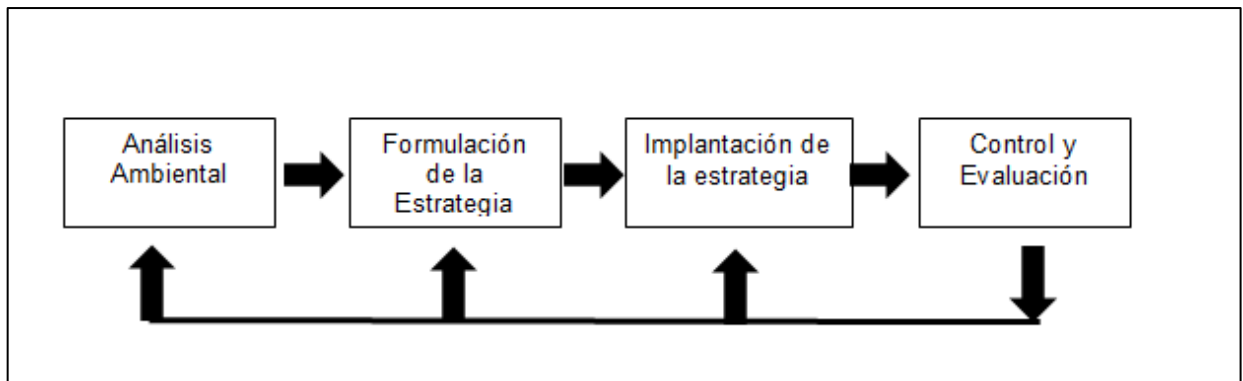 Análisis
Ambiental
Formulación
de la
Estrategia
Implantación de
la estrategia
Control y
Evaluación